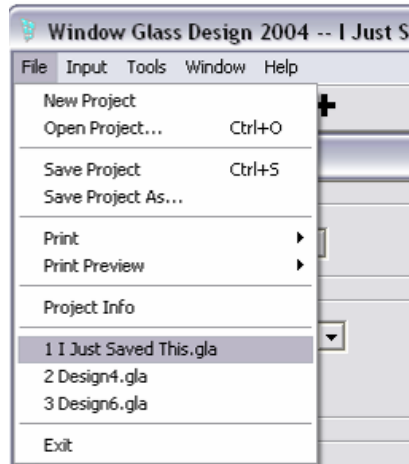 Window Glass Design 2004 -- I Just S
File Input Tools Window Help
New Project
Open Project... Ctrl+O
Save Project Ctrl+S
Save Project As...
Print
Print Preview
Project Info
1 I Just Saved This.gla
2 Design4.gla
3 Design6.gla
Exit